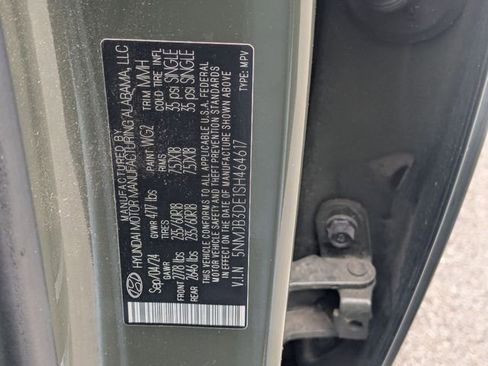 MANUFACTURED BY
HYUNDAI MOTOR MANUFACTURING ALABAMA, LLC
Sep/04/24 PAINT WG2 TRIM MMH
GVWR 4717 lbs
GAWR TIRES RIMS COLD TIRE INFL
FRONT 2778 lbs 235/60R18 7.5JX18 35 psi SINGLE
REAR 2646 lbs 235/60R18 7.5JX18 35 psi SINGLE
THIS VEHICLE CONFORMS TO ALL APPLICABLE U.S.A. FEDERAL
MOTOR VEHICLE SAFETY STANDARDS IN EFFECT
ON THE DATE OF MANUFACTURE SHOWN ABOVE
V.I.N 5NMJB3DE1SH464617 TYPE: MPV